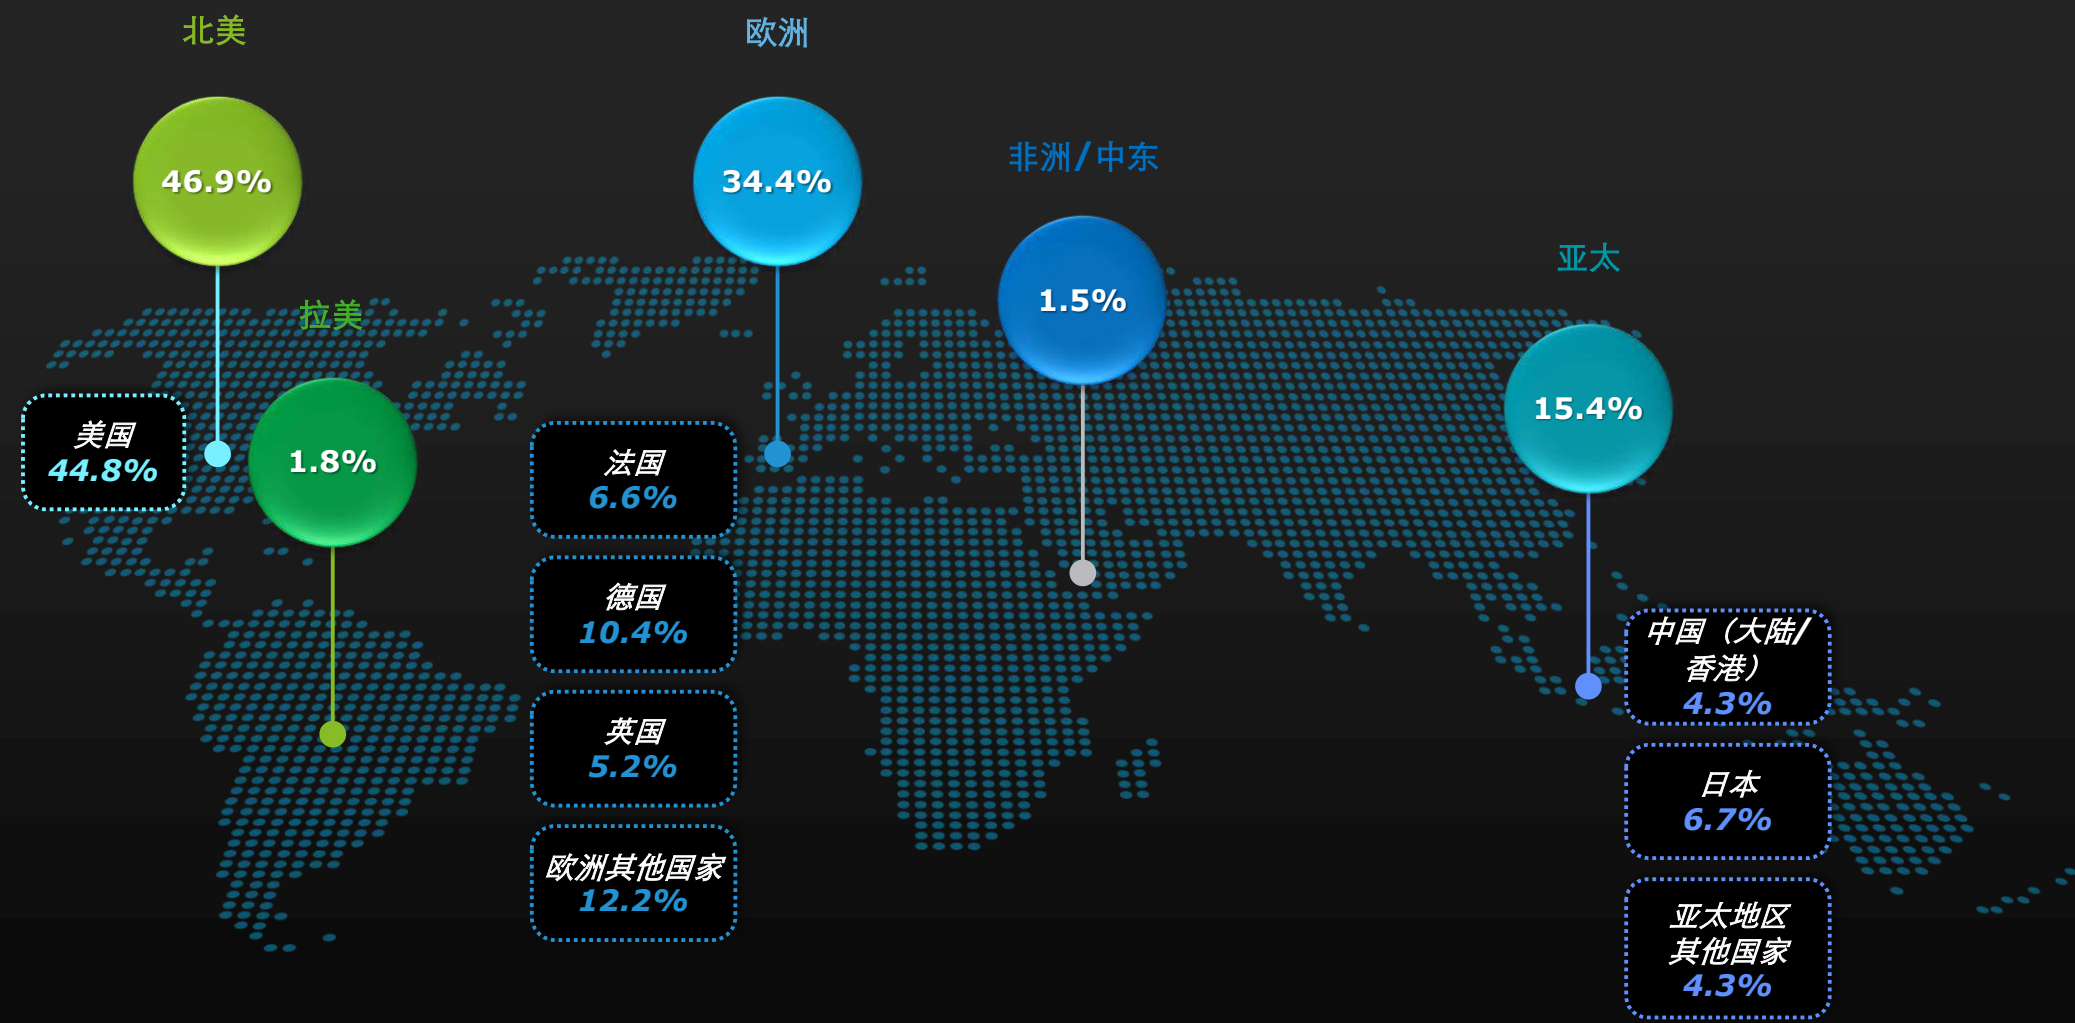 北美
46.9%
美国
44.8%
拉美
1.8%
欧洲
34.4%
法国
6.6%
德国
10.4%
英国
5.2%
欧洲其他国家
12.2%
非洲/中东
1.5%
亚太
15.4%
中国（大陆/
香港）
4.3%
日本
6.7%
亚太地区
其他国家
4.3%